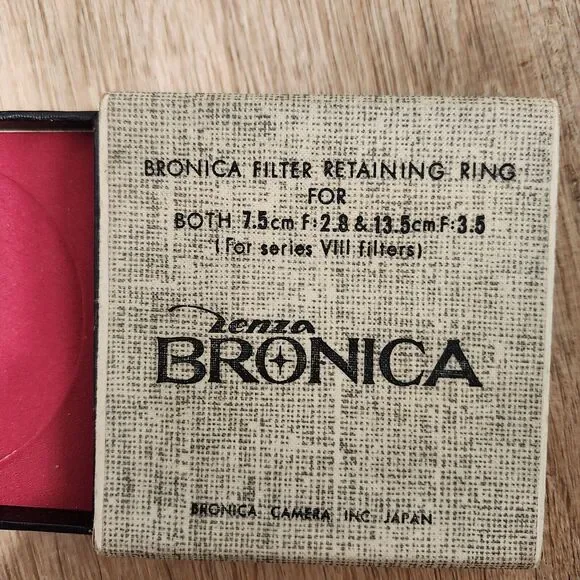 BRONICA FILTER RETAINING RING
FOR
BOTH 7.5cm F:2.8 & 13.5cm F:3.5
(For series VIII filters)
Zenza
BRONICA
BRONICA CAMERA INC. JAPAN